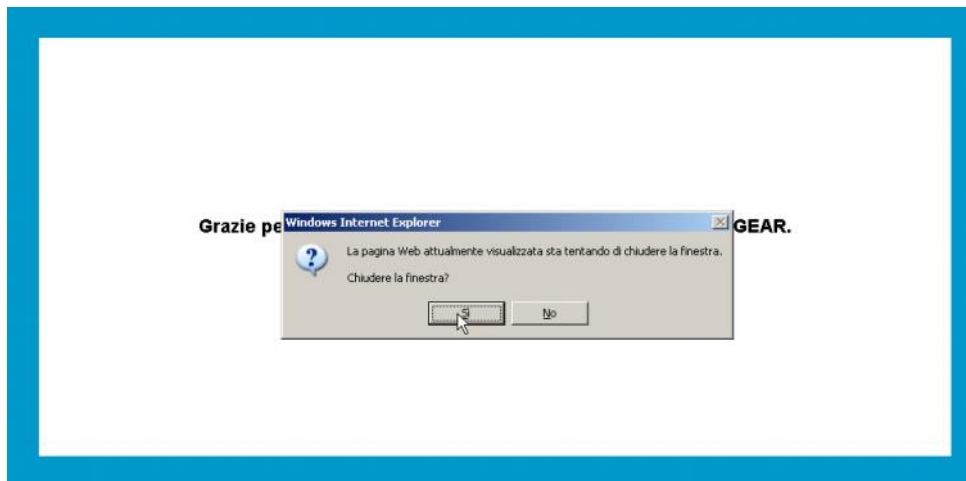 Windows Internet Explorer
Grazie pe GEAR.
La pagina Web attualmente visualizzata sta tentando di chiudere la finestra.
Chiudere la finestra?
Sì No